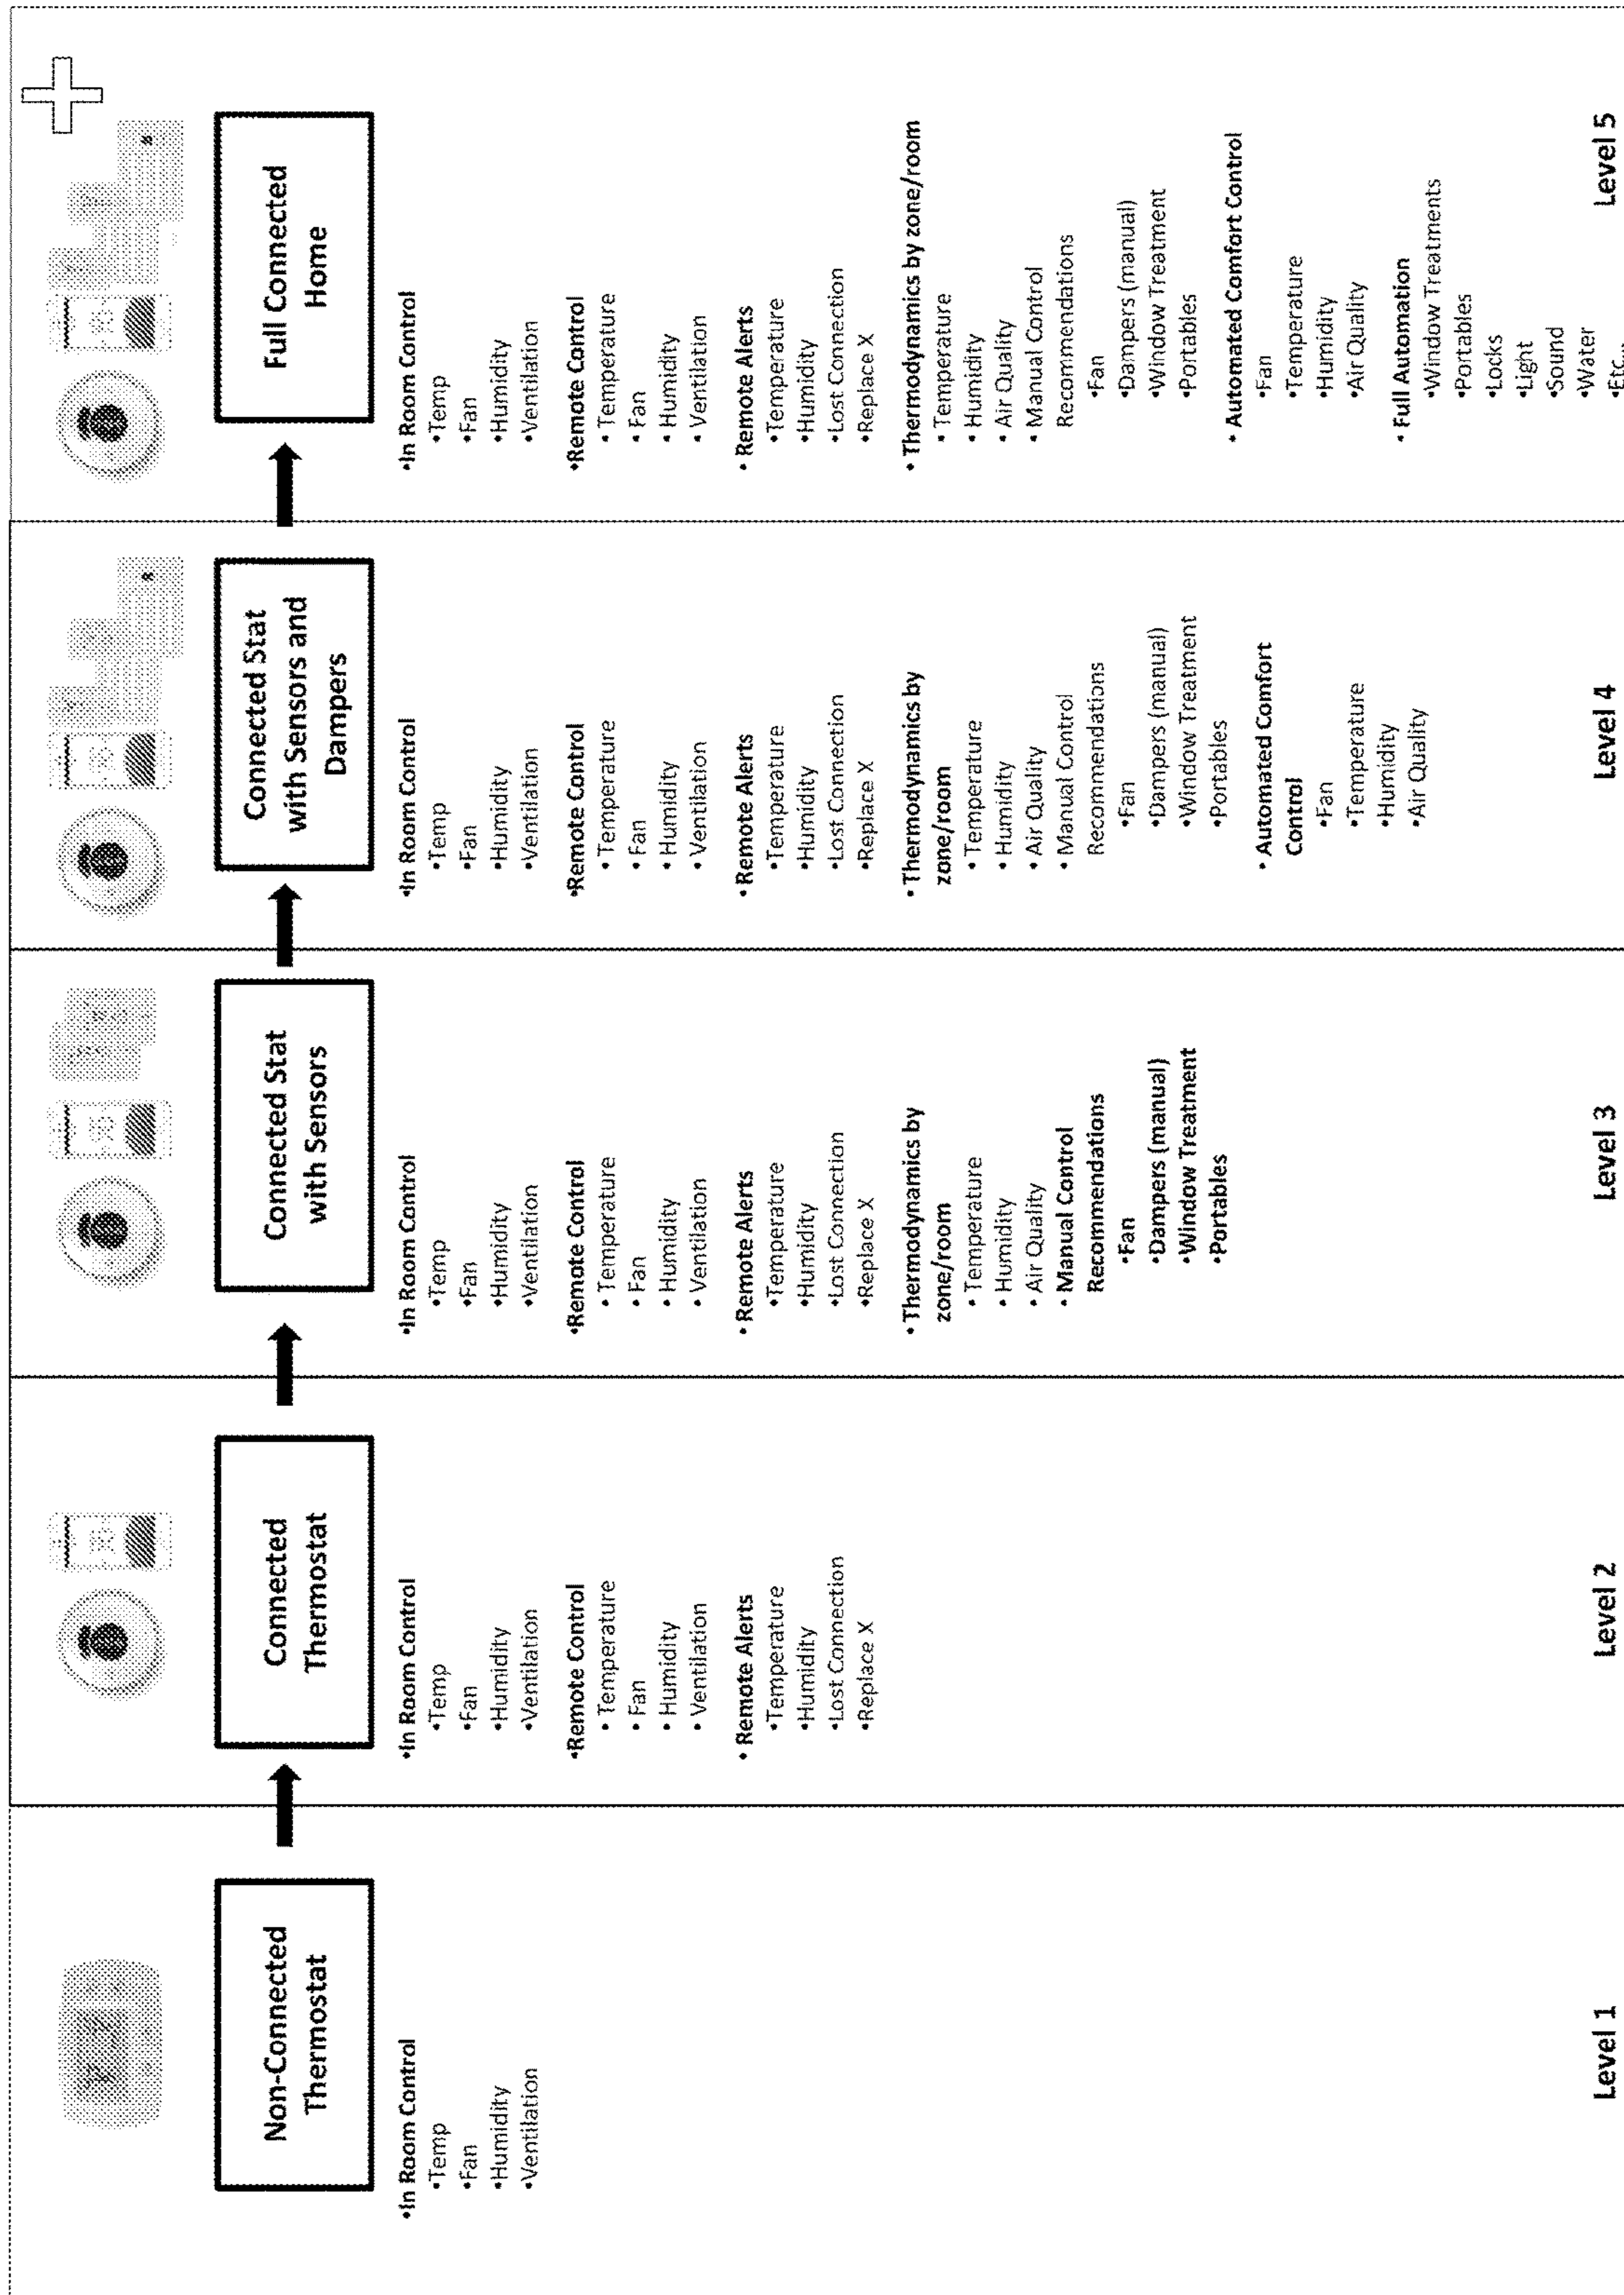 Non-Connected
Thermostat
•In Room Control
•Temp
•Fan
•Humidity
•Ventilation
Level 1
Connected
Thermostat
•In Room Control
•Temp
•Fan
•Humidity
•Ventilation
•Remote Control
• Temperature
• Fan
• Humidity
• Ventilation
• Remote Alerts
•Temperature
•Humidity
•Lost Connection
•Replace X
Level 2
Connected Stat
with Sensors
•In Room Control
•Temp
•Fan
•Humidity
•Ventilation
•Remote Control
• Temperature
• Fan
• Humidity
• Ventilation
• Remote Alerts
•Temperature
•Humidity
•Lost Connection
•Replace X
• Thermodynamics by
zone/room
• Temperature
• Humidity
• Air Quality
• Manual Control
Recommendations
•Fan
•Dampers (manual)
•Window Treatment
•Portables
Level 3
Connected Stat
with Sensors and
Dampers
•In Room Control
•Temp
•Fan
•Humidity
•Ventilation
•Remote Control
• Temperature
• Fan
• Humidity
• Ventilation
• Remote Alerts
•Temperature
•Humidity
•Lost Connection
•Replace X
• Thermodynamics by
zone/room
• Temperature
• Humidity
• Air Quality
• Manual Control
Recommendations
•Fan
•Dampers (manual)
•Window Treatment
•Portables
• Automated Comfort
Control
•Fan
•Temperature
•Humidity
•Air Quality
Level 4
Full Connected
Home
•In Room Control
•Temp
•Fan
•Humidity
•Ventilation
•Remote Control
• Temperature
• Fan
• Humidity
• Ventilation
• Remote Alerts
•Temperature
•Humidity
•Lost Connection
•Replace X
• Thermodynamics by zone/room
• Temperature
• Humidity
• Air Quality
• Manual Control
Recommendations
•Fan
•Dampers (manual)
•Window Treatment
•Portables
• Automated Comfort Control
•Fan
•Temperature
•Humidity
•Air Quality
• Full Automation
•Window Treatments
•Portables
•Locks
•Light
•Sound
•Water
•Etc...
Level 5